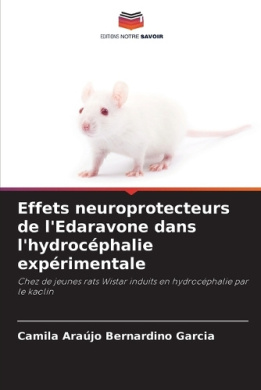 EDITIONS NOTRE SAVOIR
Effets neuroprotecteurs
de l'Edaravone dans
l'hydrocéphalie
expérimentale
Chez de jeunes rats Wistar induits en hydrocéphalie par
le kaolin
Camila Araújo Bernardino Garcia